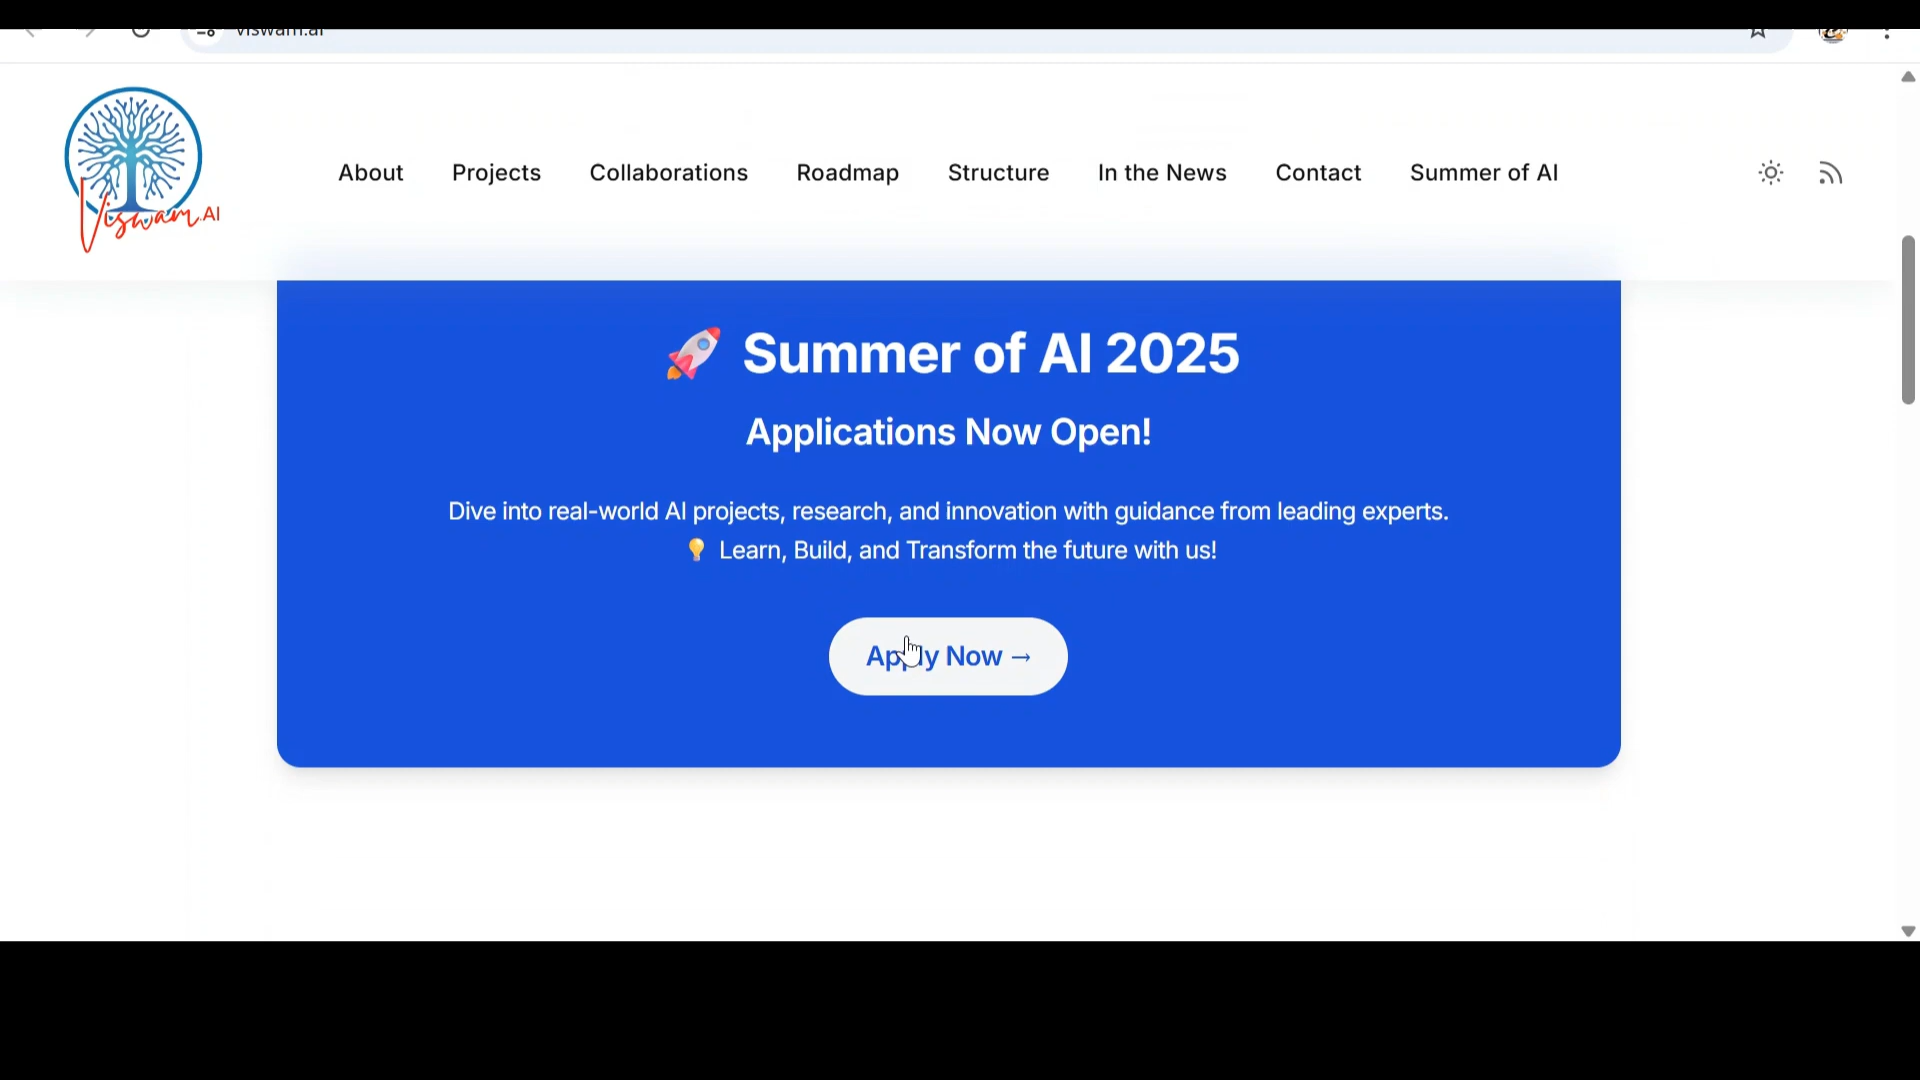 viswam.ai
Viswam.AI
About Projects Collaborations Roadmap Structure In the News Contact Summer of AI
🚀 Summer of AI 2025
Applications Now Open!
Dive into real-world AI projects, research, and innovation with guidance from leading experts.
💡 Learn, Build, and Transform the future with us!
Apply Now →